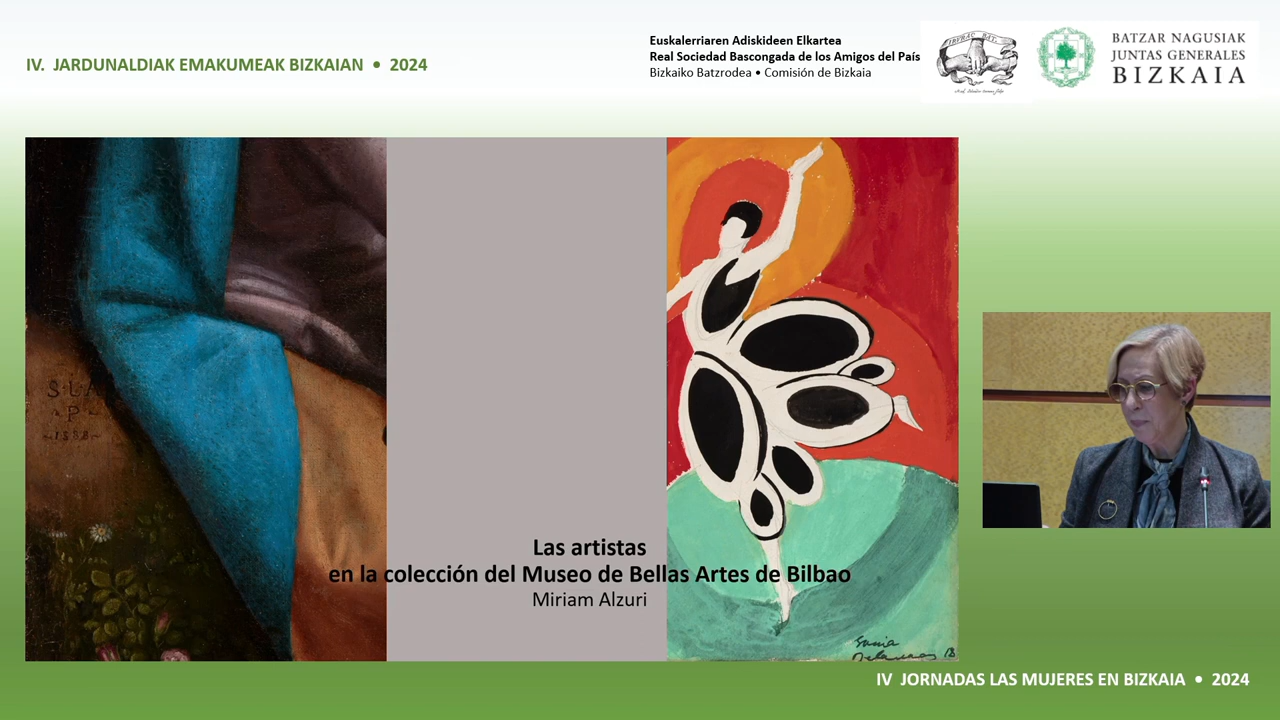 IV. JARDUNALDIAK EMAKUMEAK BIZKAIAN • 2024
Euskalerriaren Adiskideen Elkartea
Real Sociedad Bascongada de los Amigos del País
Bizkaiko Batzrodea • Comisión de Bizkaia
BATZAR NAGUSIAK
JUNTAS GENERALES
BIZKAIA
1588
Las artistas
en la colección del Museo de Bellas Artes de Bilbao
Miriam Alzuri
IV JORNADAS LAS MUJERES EN BIZKAIA • 2024